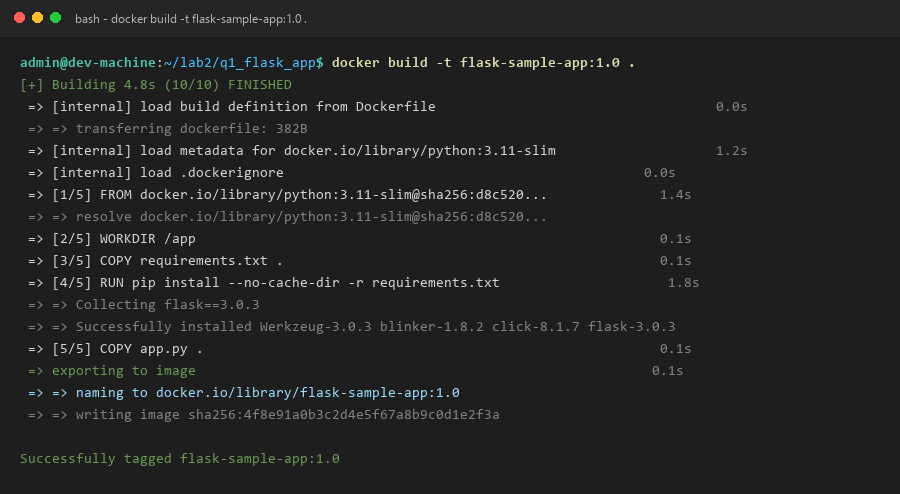 bash - docker build -t flask-sample-app:1.0 .
admin@dev-machine:~/lab2/q1_flask_app$ docker build -t flask-sample-app:1.0 .
[+] Building 4.8s (10/10) FINISHED
=> [internal] load build definition from Dockerfile 0.0s
=> => transferring dockerfile: 382B
=> [internal] load metadata for docker.io/library/python:3.11-slim 1.2s
=> [internal] load .dockerignore 0.0s
=> [1/5] FROM docker.io/library/python:3.11-slim@sha256:d8c520... 1.4s
=> => resolve docker.io/library/python:3.11-slim@sha256:d8c520...
=> [2/5] WORKDIR /app 0.1s
=> [3/5] COPY requirements.txt . 0.1s
=> [4/5] RUN pip install --no-cache-dir -r requirements.txt 1.8s
=> => Collecting flask==3.0.3
=> => Successfully installed Werkzeug-3.0.3 blinker-1.8.2 click-8.1.7 flask-3.0.3
=> [5/5] COPY app.py . 0.1s
=> exporting to image 0.1s
=> => naming to docker.io/library/flask-sample-app:1.0
=> => writing image sha256:4f8e91a0b3c2d4e5f67a8b9c0d1e2f3a
Successfully tagged flask-sample-app:1.0